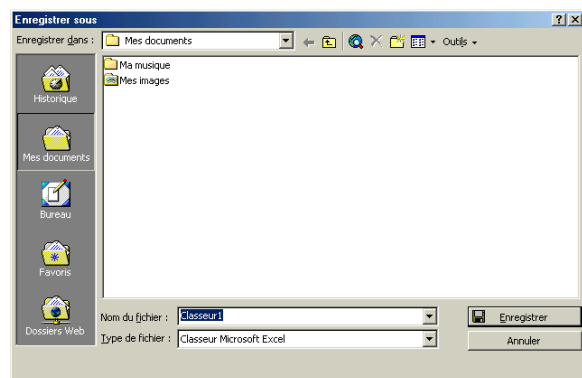 Enregistrer sous
Enregistrer dans : Mes documents Outils
Ma musique
Mes images
Historique
Mes documents
Bureau
Favoris
Dossiers Web
Nom du fichier : Classeur1 Enregistrer
Type de fichier : Classeur Microsoft Excel Annuler